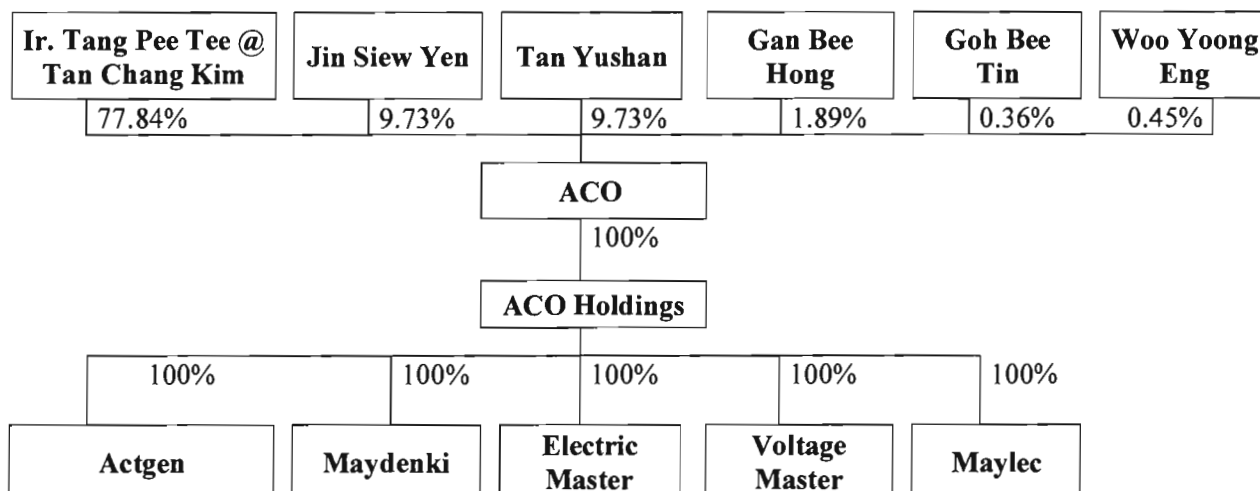 Ir. Tang Pee Tee @
Tan Chang Kim
Jin Siew Yen
Tan Yushan
Gan Bee
Hong
Goh Bee
Tin
Woo Yoong
Eng
77.84%
9.73%
9.73%
1.89%
0.36%
0.45%
ACO
100%
ACO Holdings
100%
100%
100%
100%
100%
Actgen
Maydenki
Electric
Master
Voltage
Master
Maylec